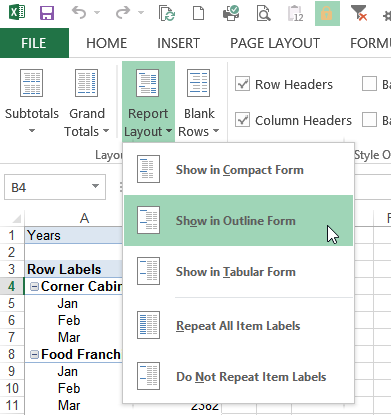 FILE HOME INSERT PAGE LAYOUT FORMU
Subtotals Grand Totals Report Layout Blank Rows
Row Headers
Column Headers
Layou Style O
Show in Compact Form
B4
Show in Outline Form
A
1 Years
2
Show in Tabular Form
3 Row Labels
4 Corner Cabin
5 Jan
6 Feb
Repeat All Item Labels
7 Mar
8 Food Franch
9 Jan
Do Not Repeat Item Labels
10 Feb
11 Mar 2382